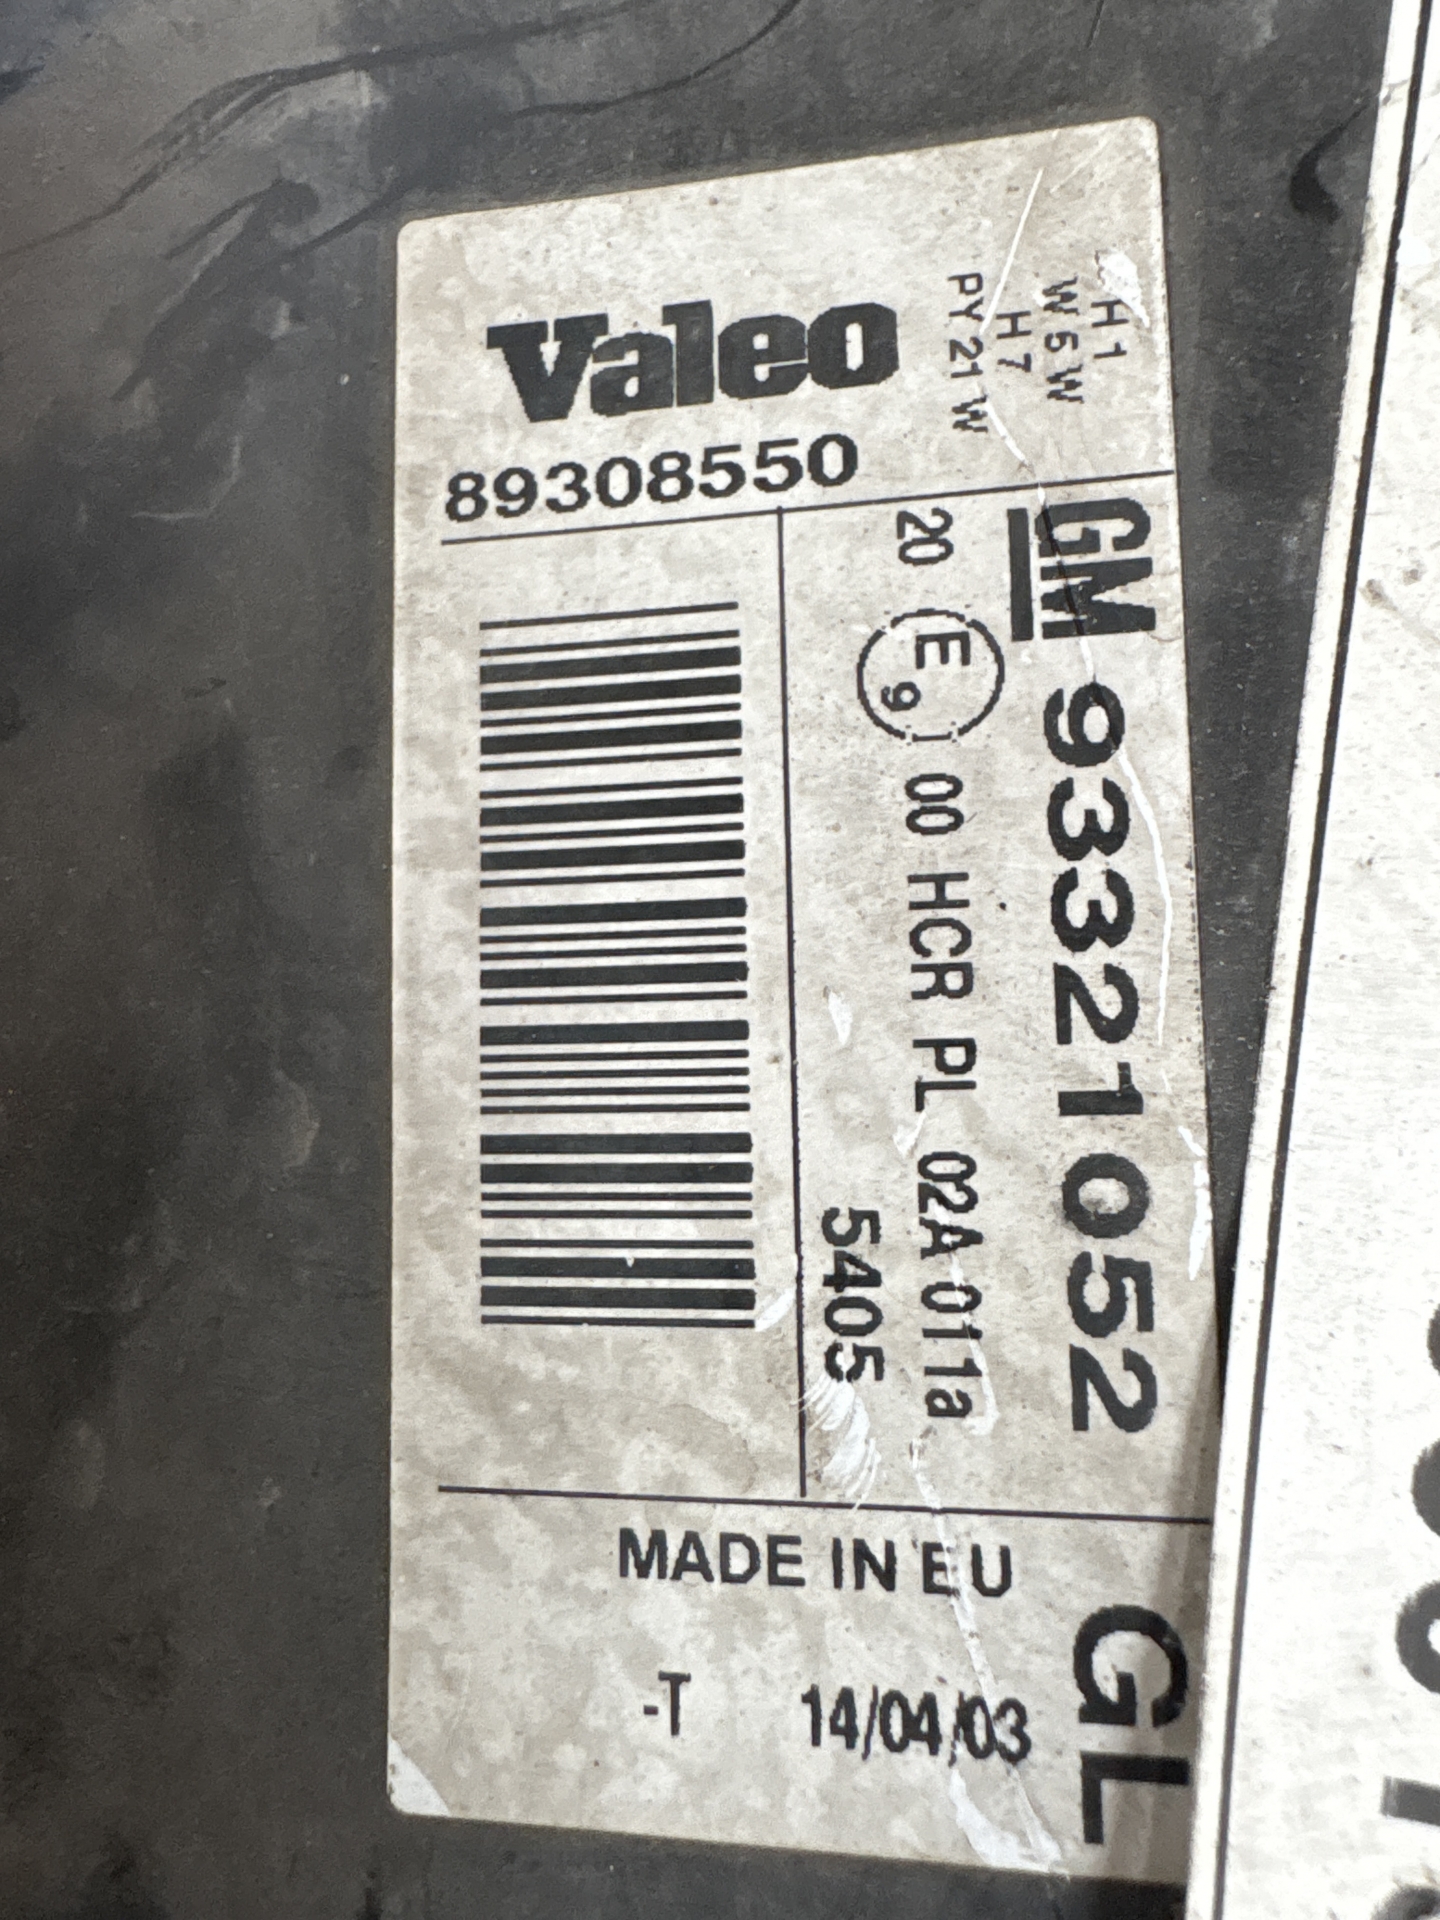 Valeo
89308550
H1
W5W
H7
PY21W
GM 93321052
20 E9 00 HCR PL 02A 0111a
5405
MADE IN EU
-T 14/04/03
GL